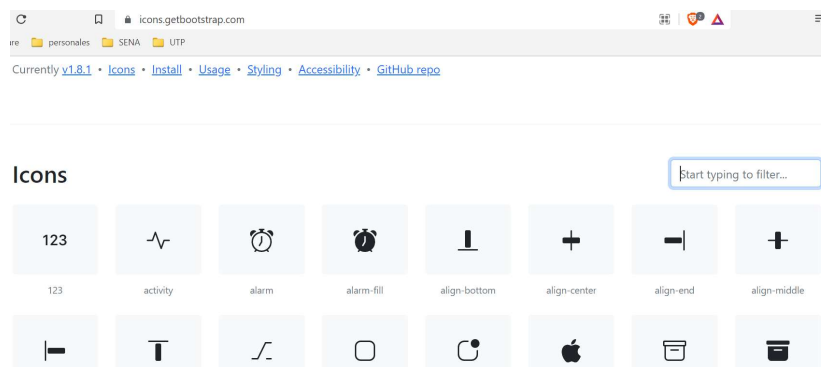 icons.getbootstrap.com
are personales SENA UTP
Currently v1.8.1 • Icons • Install • Usage • Styling • Accessibility • GitHub repo
Icons
Start typing to filter...
123
123 activity alarm alarm-fill align-bottom align-center align-end align-middle